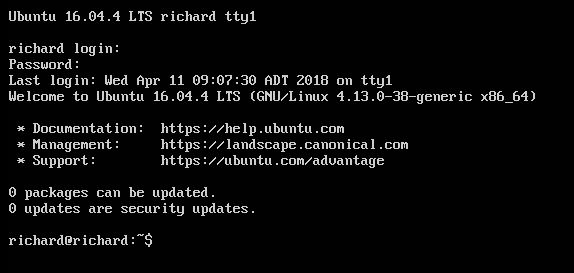 Ubuntu 16.04.4 LTS richard tty1
richard login:
Password:
Last login: Wed Apr 11 09:07:30 ADT 2018 on tty1
Welcome to Ubuntu 16.04.4 LTS (GNU/Linux 4.13.0-38-generic x86_64)
* Documentation:  https://help.ubuntu.com
* Management:     https://landscape.canonical.com
* Support:        https://ubuntu.com/advantage
0 packages can be updated.
0 updates are security updates.
richard@richard:~$